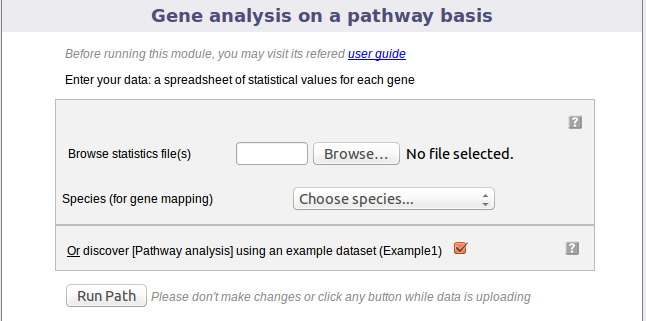 Gene analysis on a pathway basis
Before running this module, you may visit its refered user guide
Enter your data: a spreadsheet of statistical values for each gene
?
Browse statistics file(s) Browse... No file selected.
Species (for gene mapping) Choose species...
Or discover [Pathway analysis] using an example dataset (Example1) ?
Run Path Please don't make changes or click any button while data is uploading